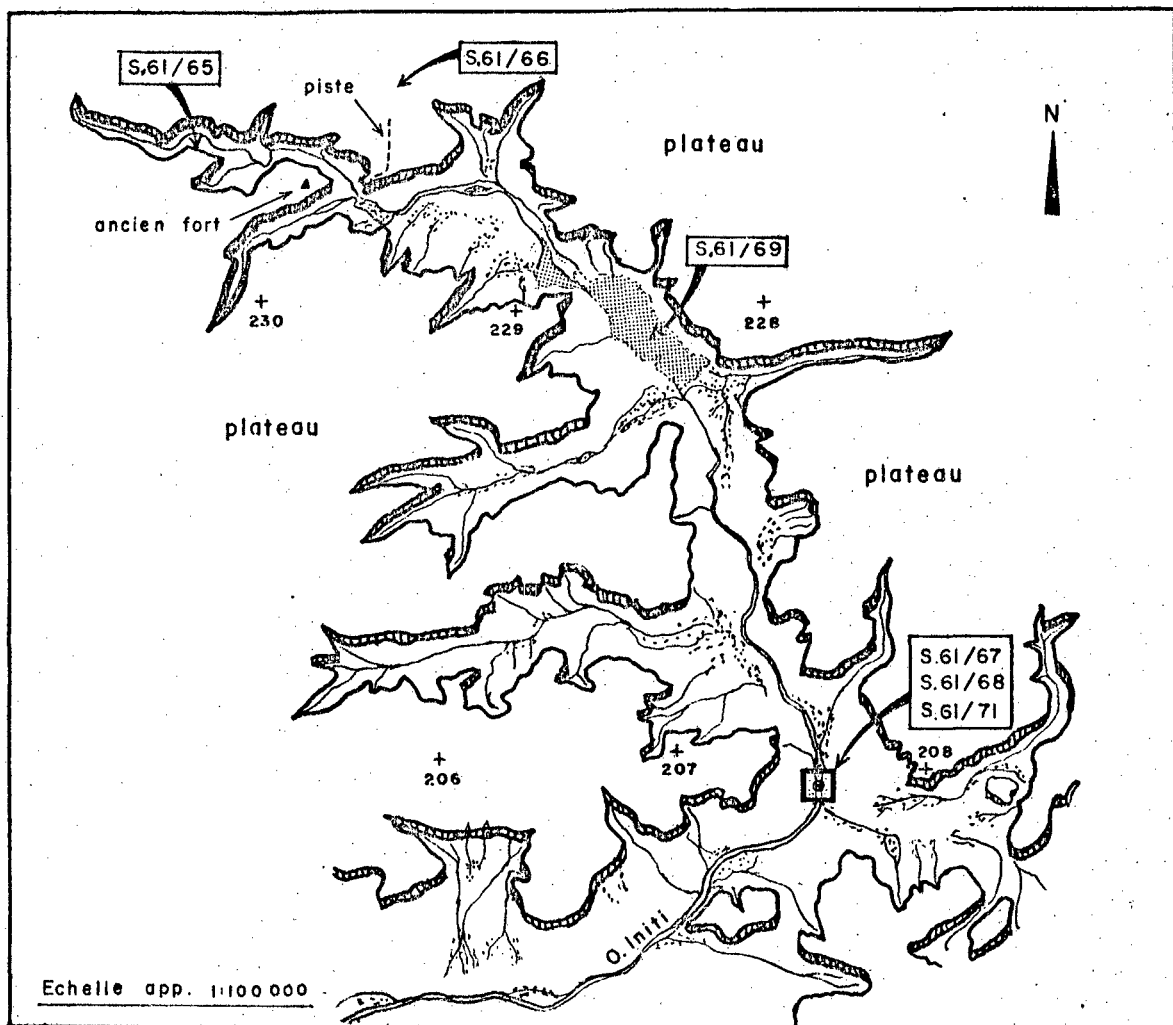 S.61/65
S.61/66
piste
N
plateau
ancien fort
S.61/69
+
230
+
229
+
228
plateau
plateau
S.61/67
S.61/68
S.61/71
+
206
+
207
208
+
O. Initi
Echelle app. 1:100 000